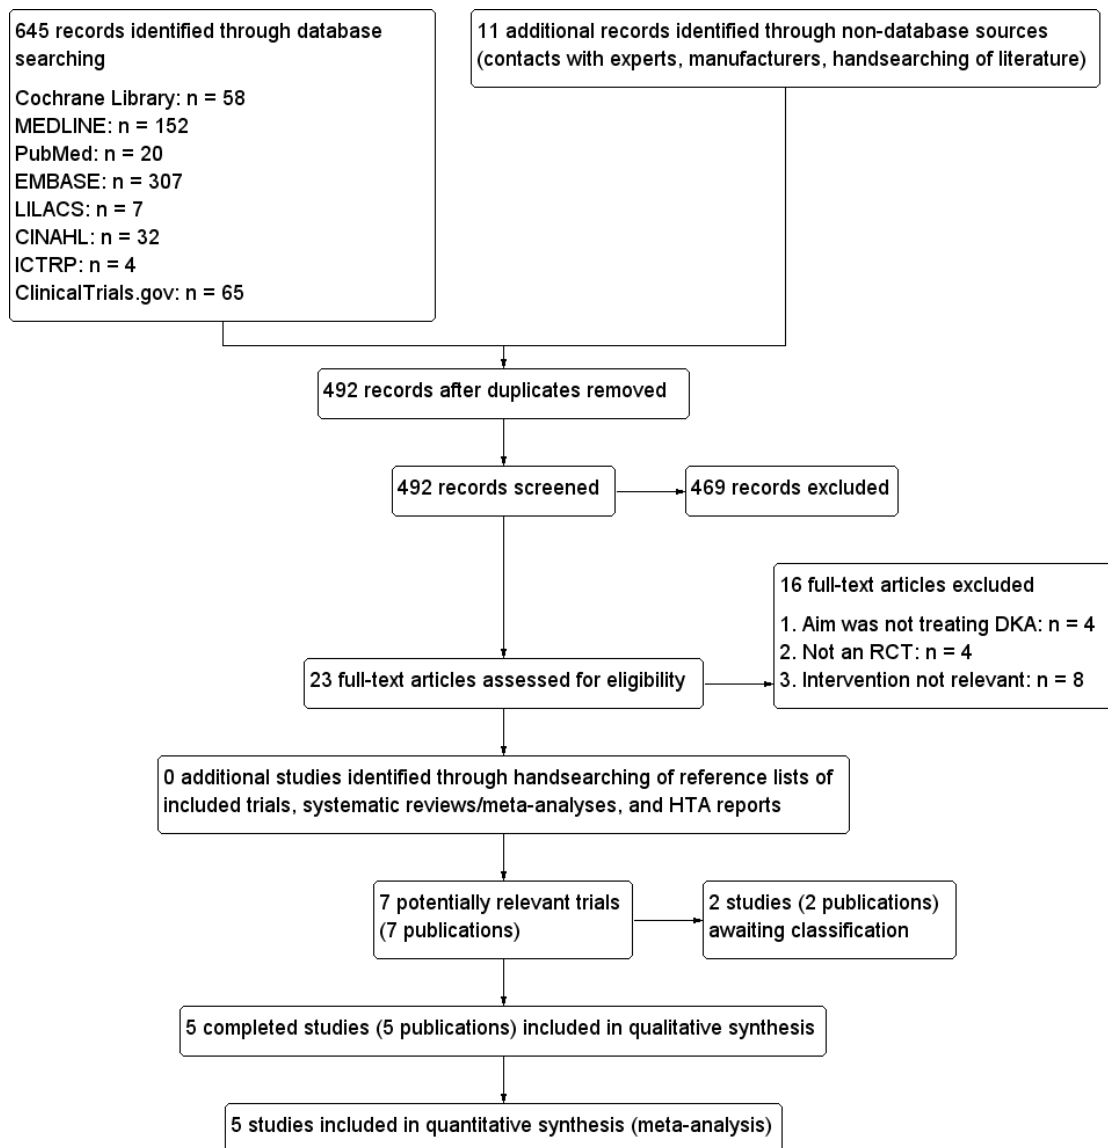 645 records identified through database
searching
Cochrane Library: n = 58
MEDLINE: n = 152
PubMed: n = 20
EMBASE: n = 307
LILACS: n = 7
CINAHL: n = 32
ICTRP: n = 4
ClinicalTrials.gov: n = 65
11 additional records identified through non-database sources
(contacts with experts, manufacturers, handsearching of literature)
492 records after duplicates removed
492 records screened
469 records excluded
23 full-text articles assessed for eligibility
16 full-text articles excluded
1. Aim was not treating DKA: n = 4
2. Not an RCT: n = 4
3. Intervention not relevant: n = 8
0 additional studies identified through handsearching of reference lists of
included trials, systematic reviews/meta-analyses, and HTA reports
7 potentially relevant trials
(7 publications)
2 studies (2 publications)
awaiting classification
5 completed studies (5 publications) included in qualitative synthesis
5 studies included in quantitative synthesis (meta-analysis)